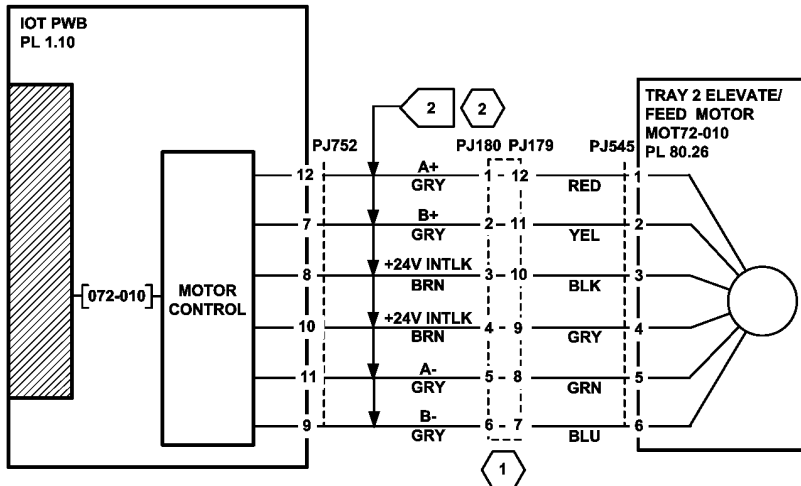 IOT PWB
PL 1.10
2 2
TRAY 2 ELEVATE/
FEED MOTOR
MOT72-010
PL 80.26
PJ752 PJ180 PJ179 PJ545
12 A+ GRY 1 12 RED 1
7 B+ GRY 2 11 YEL 2
8 +24V INTLK BRN 3 10 BLK 3
072-010 MOTOR CONTROL
10 +24V INTLK BRN 4 9 GRY 4
11 A- GRY 5 8 GRN 5
9 B- GRY 6 7 BLU 6
1